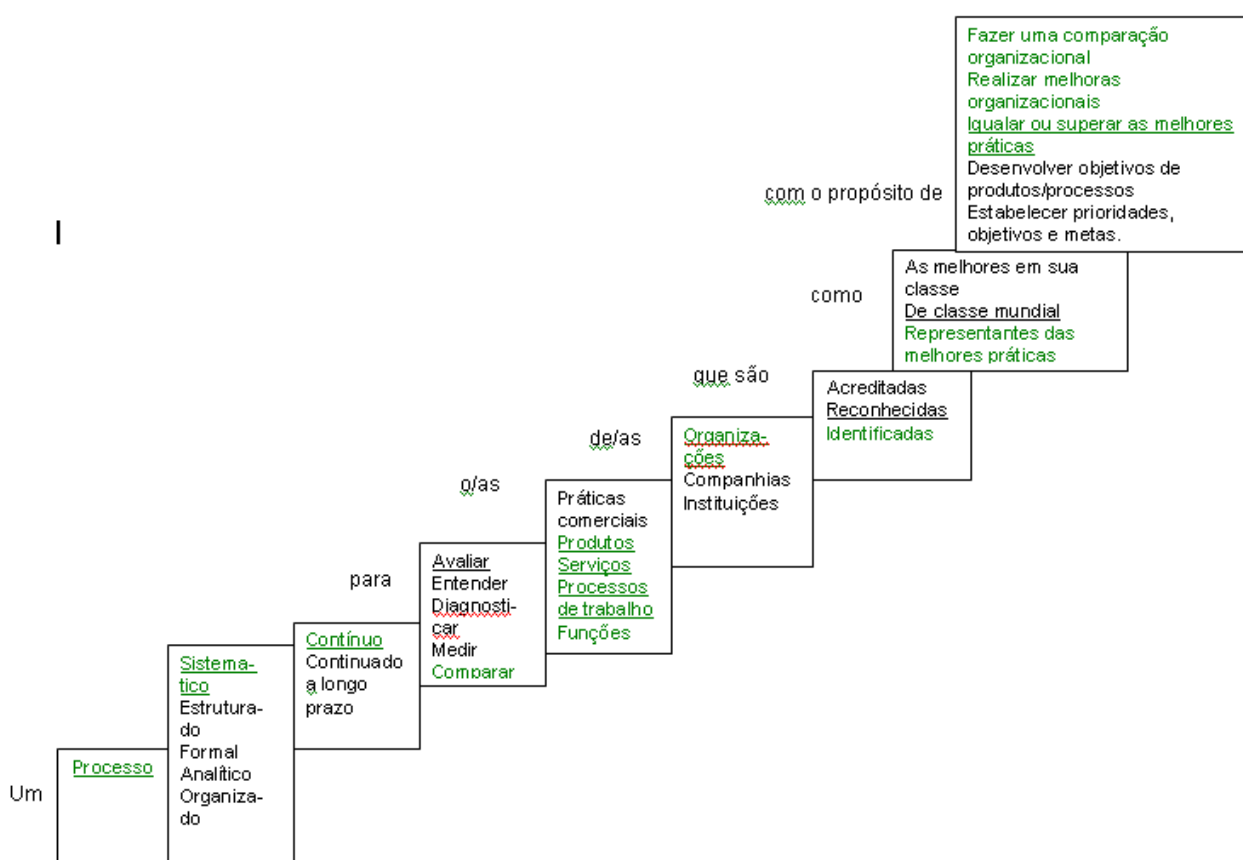 Um
Processo
Sistema-
tico
Estrutura-
do
Formal
Analítico
Organiza-
do
Contínuo
Continuado
a longo
prazo
para
Avaliar
Entender
Diagnosti-
car
Medir
Comparar
o/as
Práticas
comerciais
Produtos
Serviços
Processos
de trabalho
Funções
de/as
Organiza-
ções
Companhias
Instituições
que são
Acreditadas
Reconhecidas
Identificadas
como
As melhores em sua
classe
De classe mundial
Representantes das
melhores práticas
com o propósito de
Fazer uma comparação
organizacional
Realizar melhoras
organizacionais
Igualar ou superar as melhores
práticas
Desenvolver objetivos de
produtos/processos
Estabelecer prioridades,
objetivos e metas.